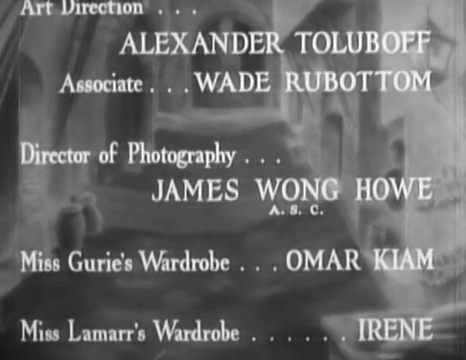 Art Direction . . .
ALEXANDER TOLUBOFF
Associate . . . WADE RUBOTTOM
Director of Photography . . .
JAMES WONG HOWE
A. S. C.
Miss Gurie's Wardrobe . . . OMAR KIAM
Miss Lamarr's Wardrobe . . . . . . IRENE